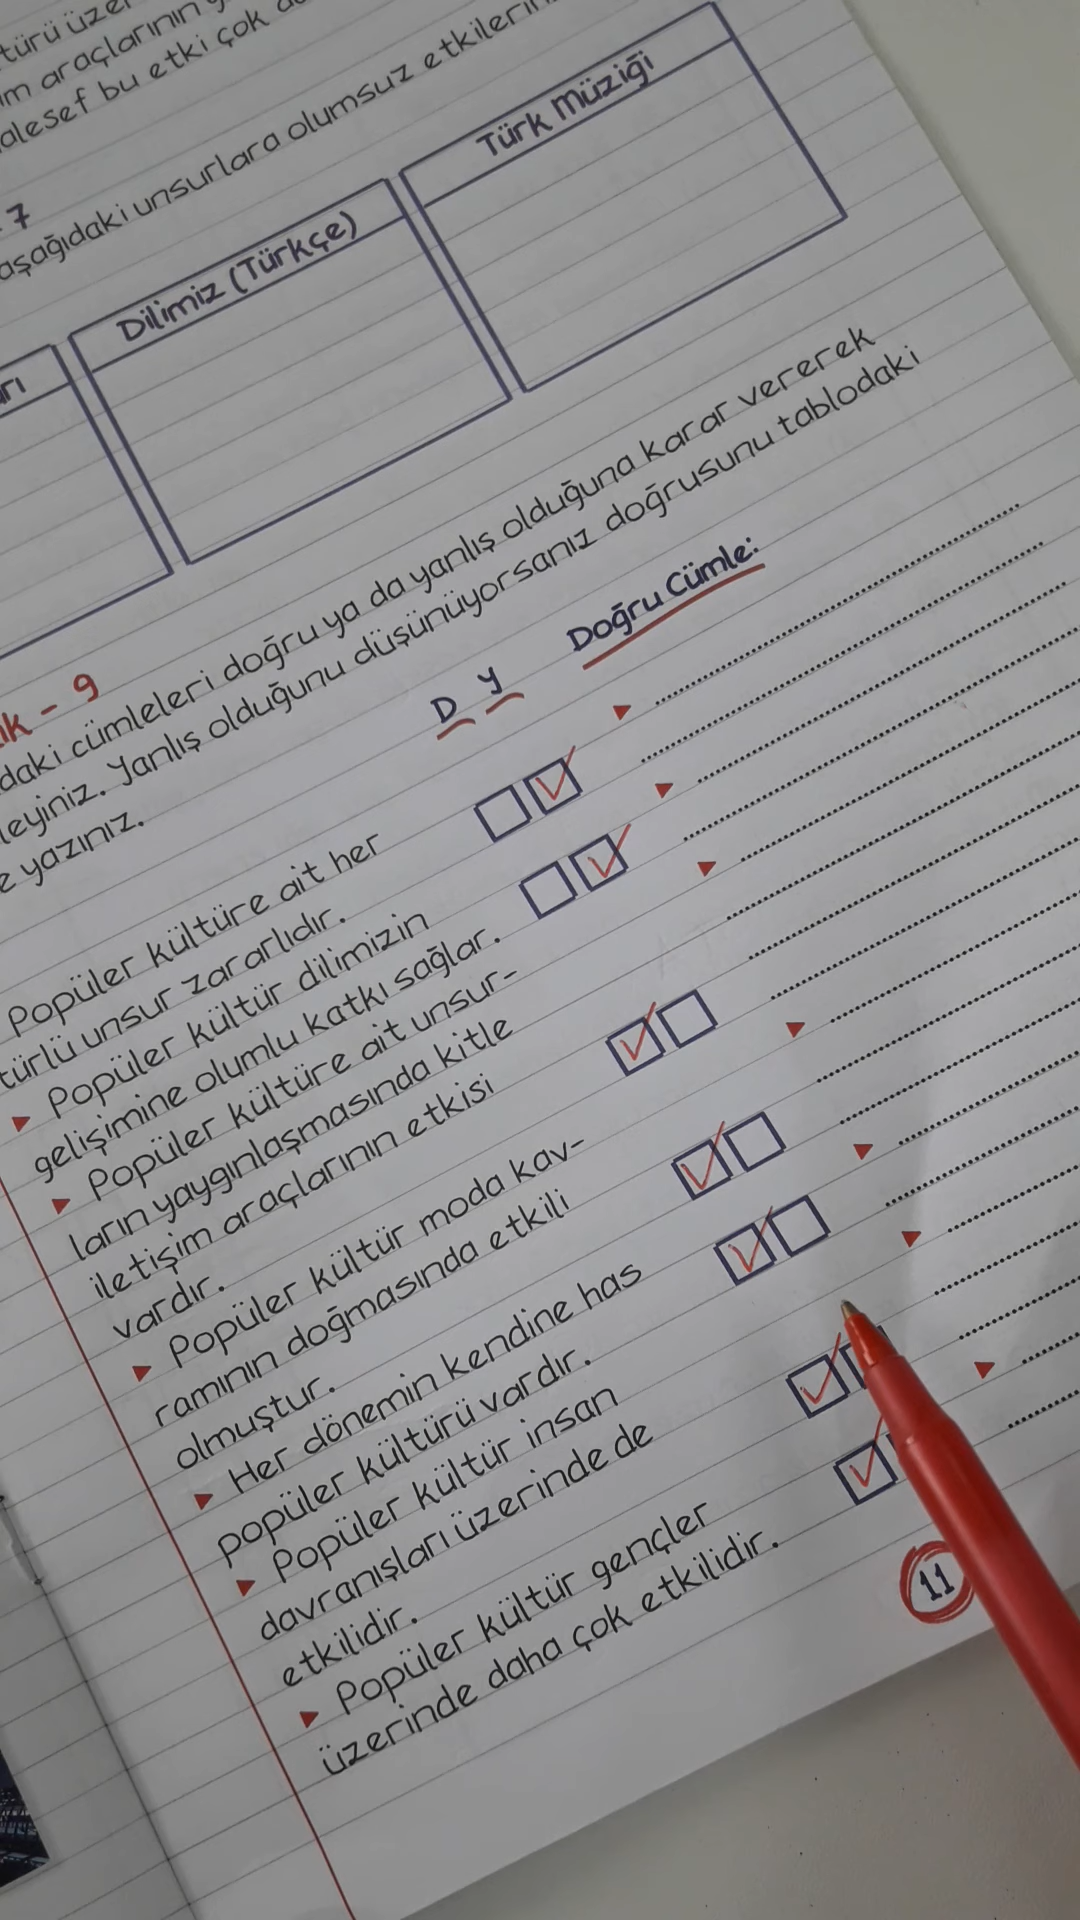 türü üzer
araçlarının
alesef bu etki çok
7
aşağıdaki unsurlara olumsuz etkilerin
Dilimiz (Türkçe)
Türk Müziği
- 9
daki cümleleri doğru ya da yanlış olduğuna karar vererek
leyiniz. Yanlış olduğunu düşünüyorsanız doğrusunu tablodaki
e yazınız.
D Y Doğru Cümle:
Popüler kültüre ait her
türlü unsur zararlıdır.
Popüler kültür dilimizin
gelişimine olumlu katkı sağlar.
Popüler kültüre ait unsur-
ların yaygınlaşmasında kitle
iletişim araçlarının etkisi
vardır.
Popüler kültür moda kav-
ramının doğmasında etkili
olmuştur.
Her dönemin kendine has
popüler kültürü vardır.
Popüler kültür insan
davranışları üzerinde de
etkilidir.
Popüler kültür gençler
üzerinde daha çok etkilidir.
11